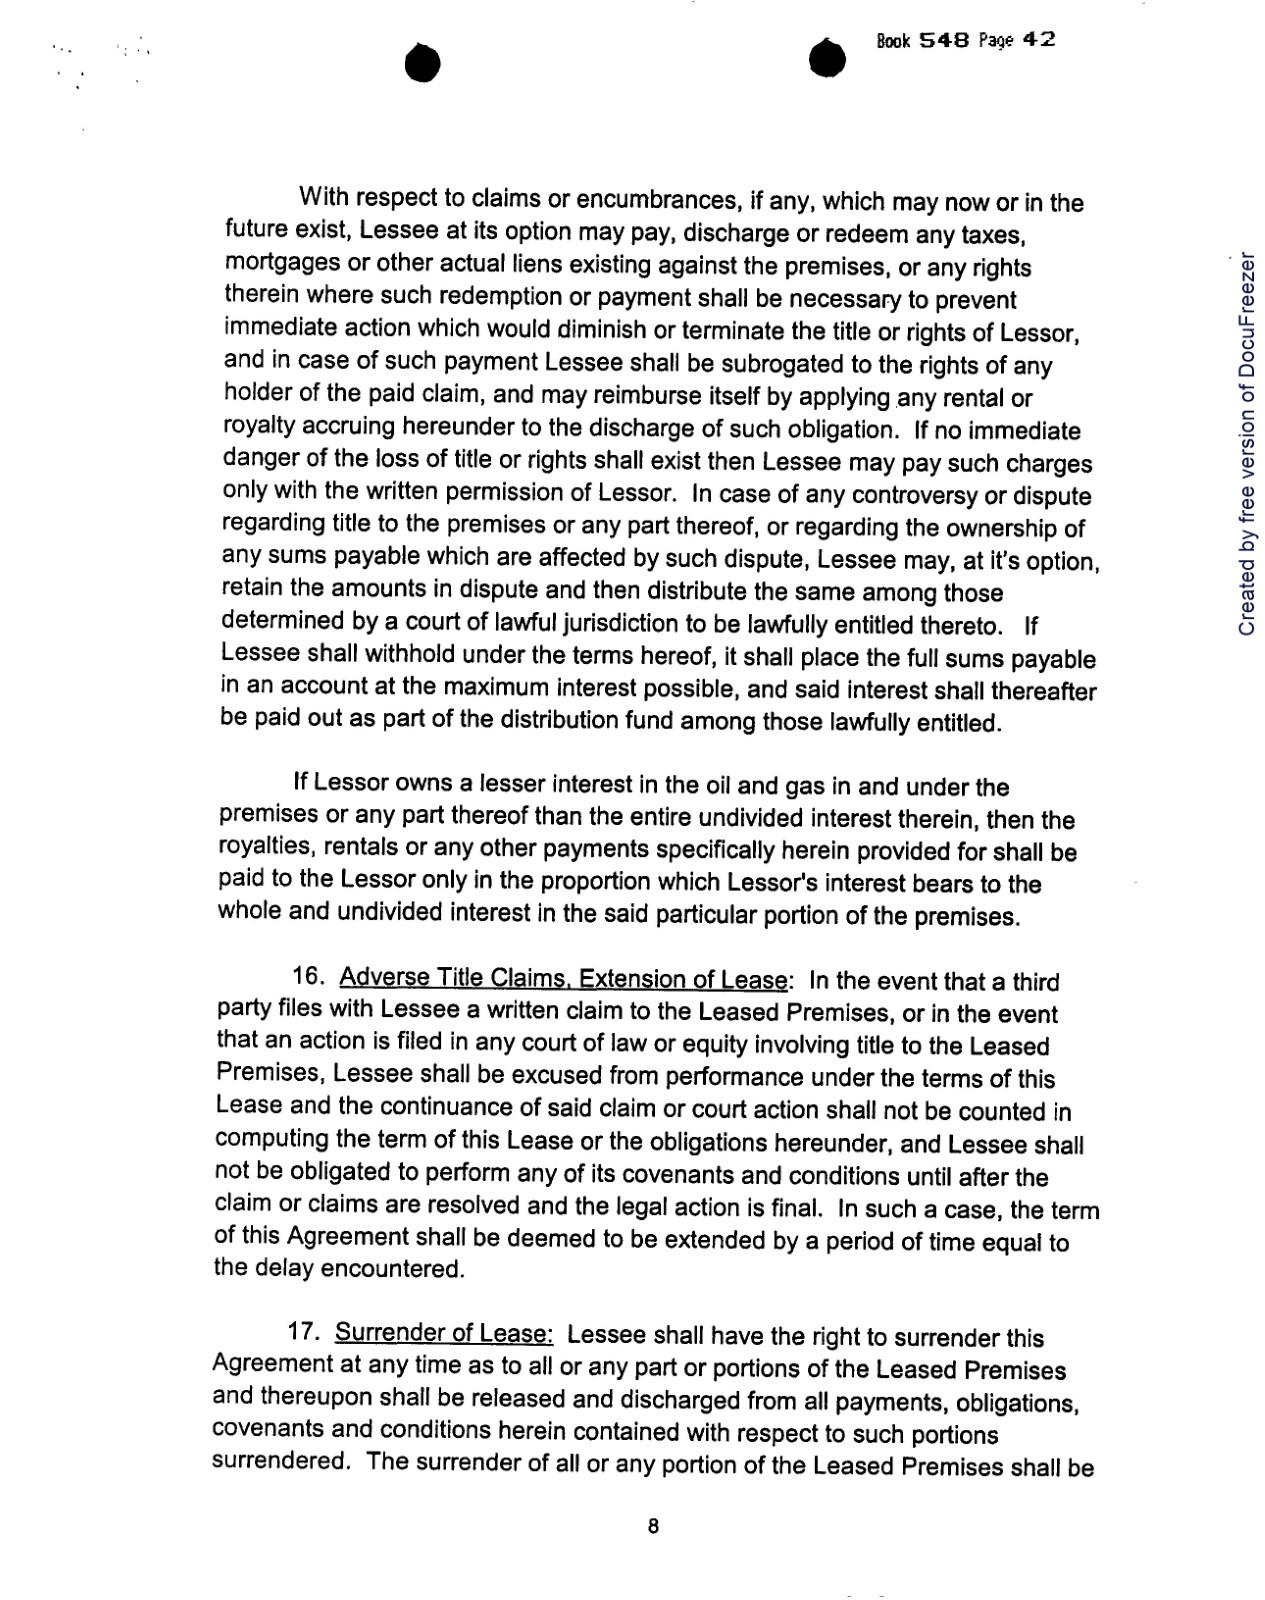 Book 548 Page 42
With respect to claims or encumbrances, if any, which may now or in the
future exist, Lessee at its option may pay, discharge or redeem any taxes,
mortgages or other actual liens existing against the premises, or any rights
therein where such redemption or payment shall be necessary to prevent
immediate action which would diminish or terminate the title or rights of Lessor,
and in case of such payment Lessee shall be subrogated to the rights of any
holder of the paid claim, and may reimburse itself by applying any rental or
royalty accruing hereunder to the discharge of such obligation. If no immediate
danger of the loss of title or rights shall exist then Lessee may pay such charges
only with the written permission of Lessor. In case of any controversy or dispute
regarding title to the premises or any part thereof, or regarding the ownership of
any sums payable which are affected by such dispute, Lessee may, at it's option,
retain the amounts in dispute and then distribute the same among those
determined by a court of lawful jurisdiction to be lawfully entitled thereto. If
Lessee shall withhold under the terms hereof, it shall place the full sums payable
in an account at the maximum interest possible, and said interest shall thereafter
be paid out as part of the distribution fund among those lawfully entitled.
If Lessor owns a lesser interest in the oil and gas in and under the
premises or any part thereof than the entire undivided interest therein, then the
royalties, rentals or any other payments specifically herein provided for shall be
paid to the Lessor only in the proportion which Lessor's interest bears to the
whole and undivided interest in the said particular portion of the premises.
16. Adverse Title Claims, Extension of Lease: In the event that a third
party files with Lessee a written claim to the Leased Premises, or in the event
that an action is filed in any court of law or equity involving title to the Leased
Premises, Lessee shall be excused from performance under the terms of this
Lease and the continuance of said claim or court action shall not be counted in
computing the term of this Lease or the obligations hereunder, and Lessee shall
not be obligated to perform any of its covenants and conditions until after the
claim or claims are resolved and the legal action is final. In such a case, the term
of this Agreement shall be deemed to be extended by a period of time equal to
the delay encountered.
17. Surrender of Lease: Lessee shall have the right to surrender this
Agreement at any time as to all or any part or portions of the Leased Premises
and thereupon shall be released and discharged from all payments, obligations,
covenants and conditions herein contained with respect to such portions
surrendered. The surrender of all or any portion of the Leased Premises shall be
8
Created by free version of DocuFreezer